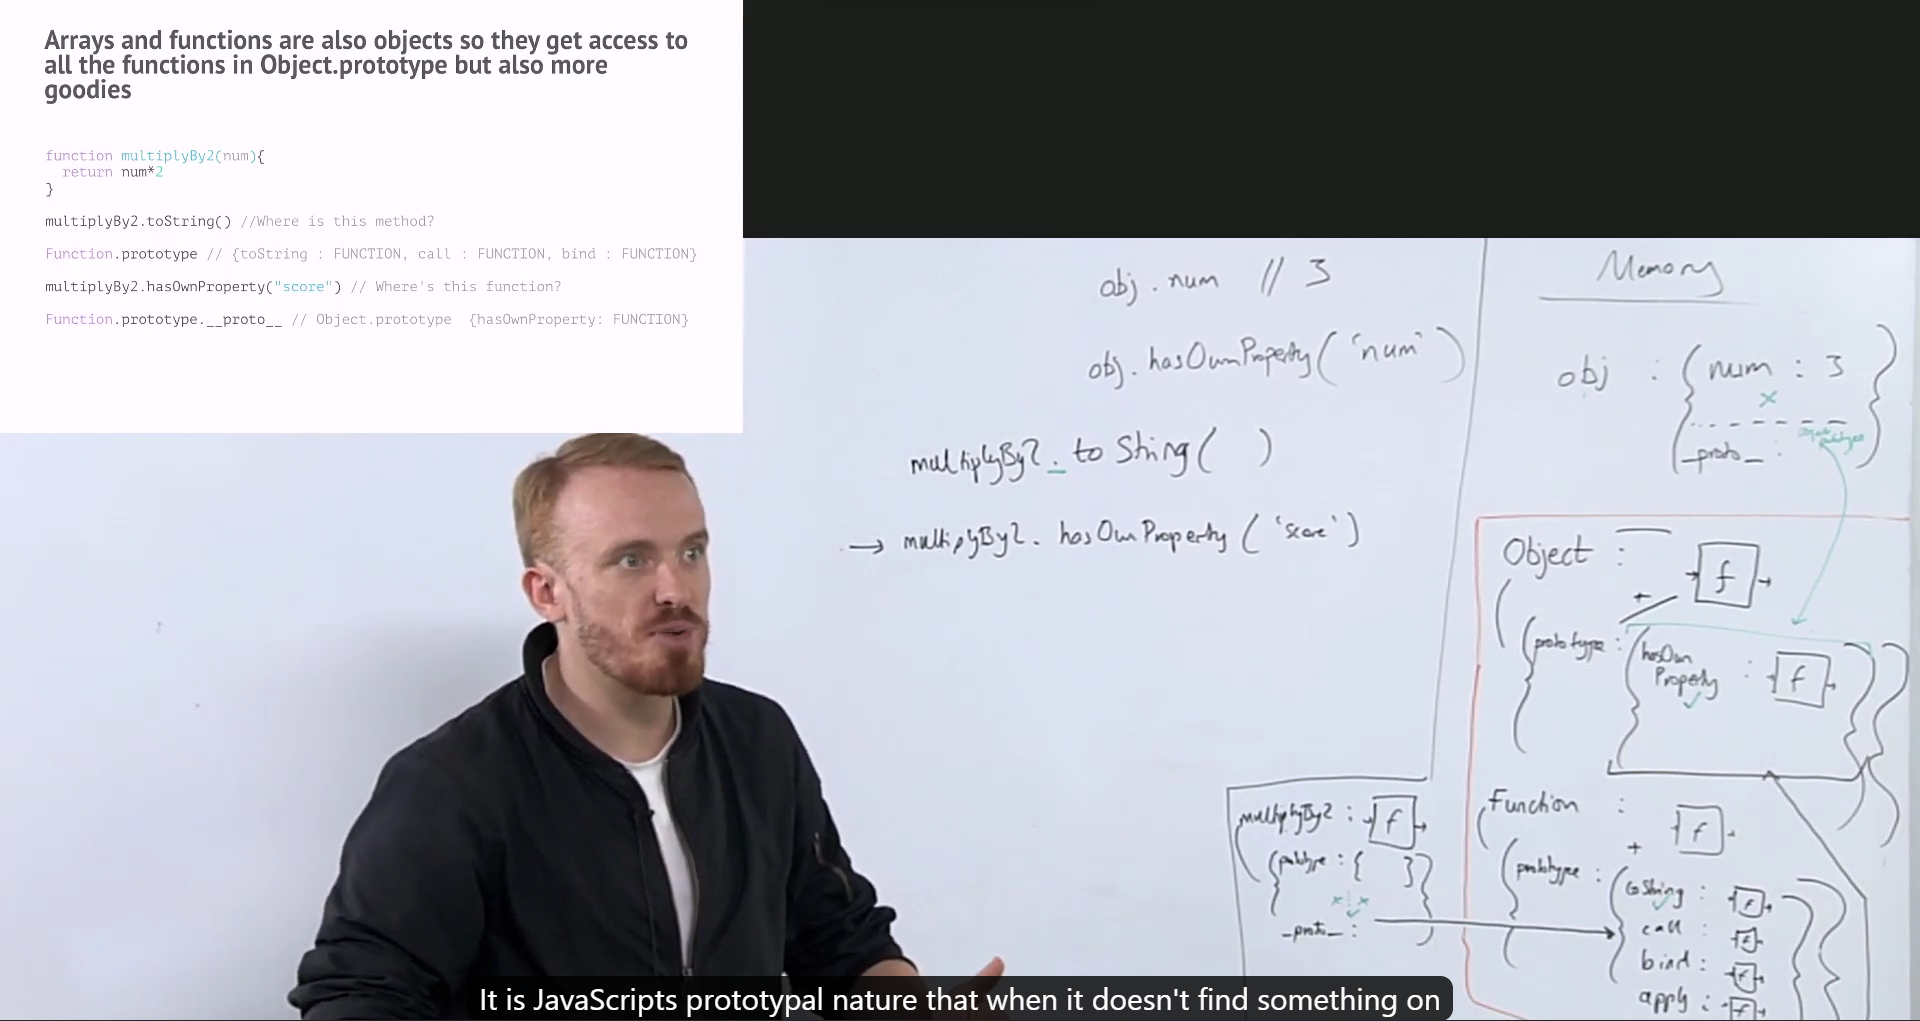 Arrays and functions are also objects so they get access to
all the functions in Object.prototype but also more
goodies
function multiplyBy2(num){
return num*2
}
multiplyBy2.toString() //Where is this method?
Function.prototype // {toString : FUNCTION, call : FUNCTION, bind : FUNCTION}
multiplyBy2.hasOwnProperty("score") // Where's this function?
Function.prototype.__proto__ // Object.prototype {hasOwnProperty: FUNCTION}
obj.num // 3
obj.hasOwnProperty('num')
multiplyBy2.toString( )
→ multiplyBy2.hasOwnProperty('score')
Memory
obj : { num : 3
_proto_ :
Object : f
+
prototype : { hasOwn
Property : f
multiplyBy2 : f
{ prototype : { }
_proto_ :
Function : f
+
prototype :
toString : f
call : f
bind : f
apply : f
It is JavaScripts prototypal nature that when it doesn't find something on